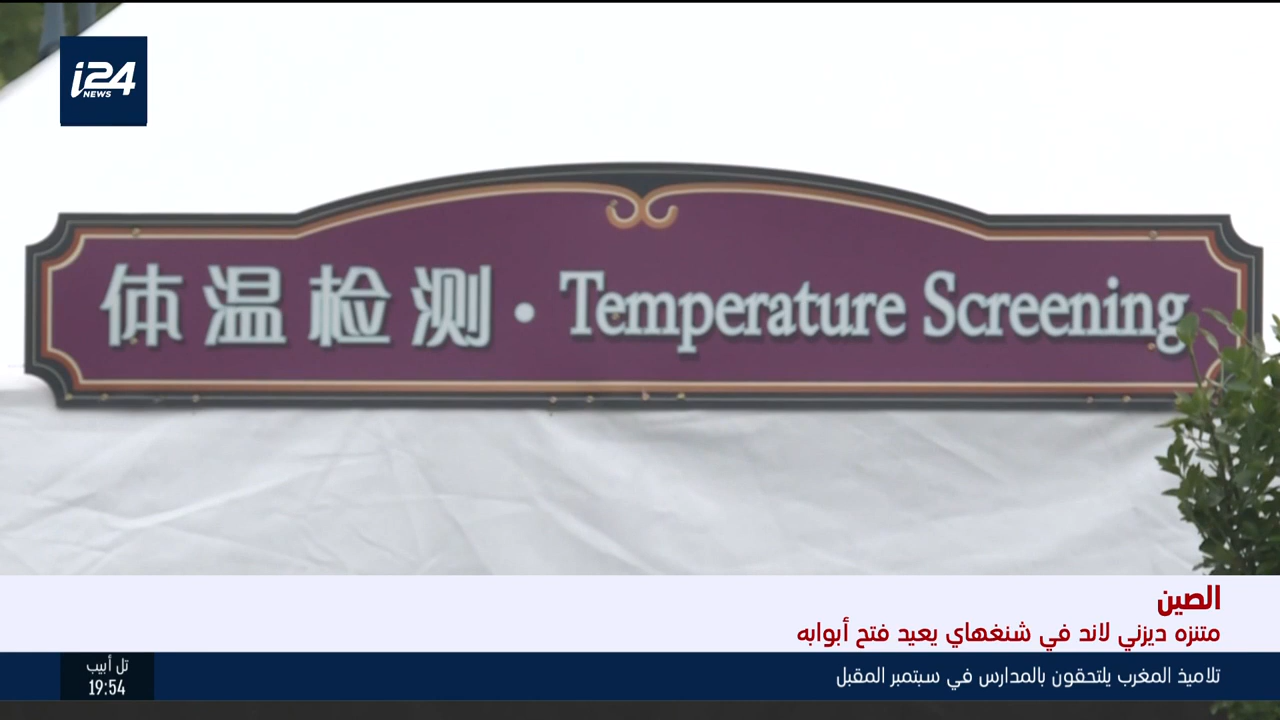 i24
NEWS
体温检测·Temperature Screening
الصين
متنزه ديزني لاند في شنغهاي يعيد فتح أبوابه
تلاميذ المغرب يلتحقون بالمدارس في سبتمبر المقبل
تل أبيب
19:54